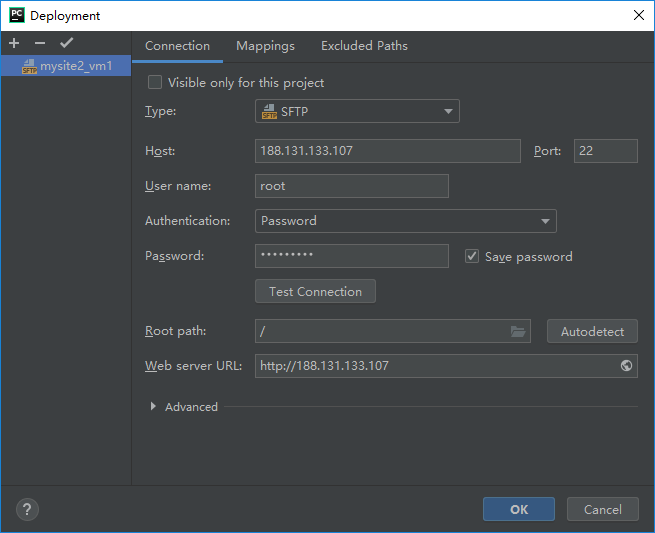 PC Deployment
Connection Mappings Excluded Paths
SFTP mysite2_vm1
Visible only for this project
Type: SFTP SFTP
Host: 188.131.133.107 Port: 22
User name: root
Authentication: Password
Password: ••••••••• Save password
Test Connection
Root path: / Autodetect
Web server URL: http://188.131.133.107
Advanced
? OK Cancel